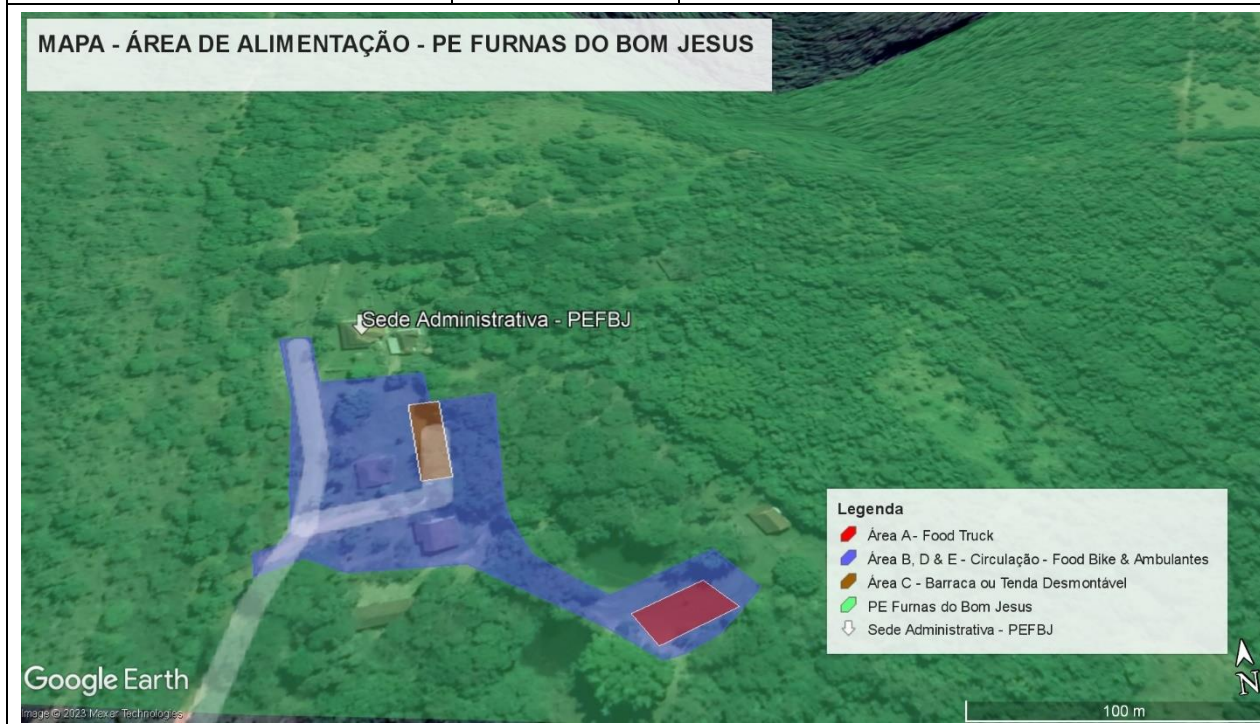 MAPA - ÁREA DE ALIMENTAÇÃO - PE FURNAS DO BOM JESUS
Sede Administrativa - PEFBJ
Legenda
Área A - Food Truck
Área B, D & E - Circulação - Food Bike & Ambulantes
Área C - Barraca ou Tenda Desmontável
PE Furnas do Bom Jesus
Sede Administrativa - PEFBJ
Google Earth
Image © 2023 Maxar Technologies
N
100 m